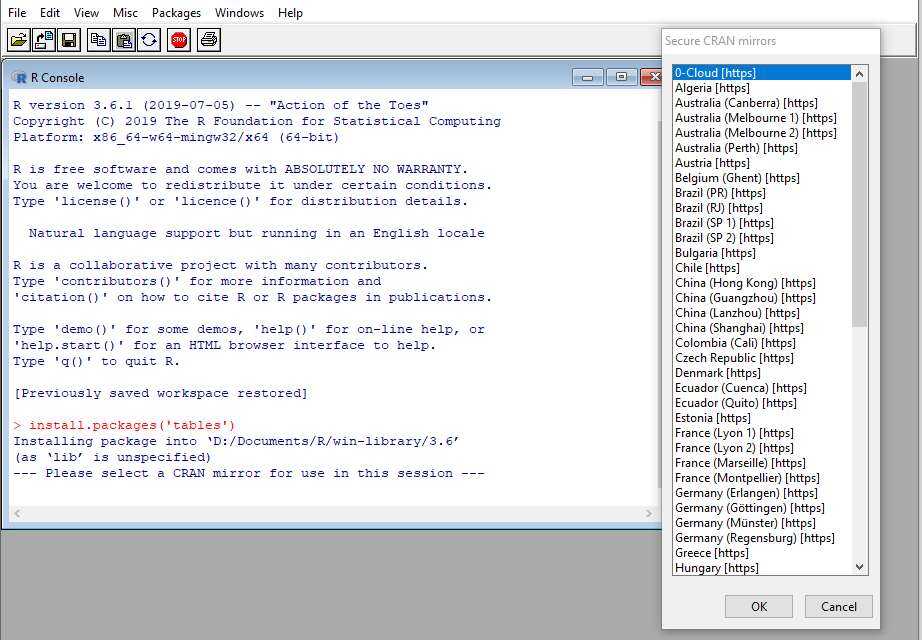 File Edit View Misc Packages Windows Help
STOP
R Console
R version 3.6.1 (2019-07-05) -- "Action of the Toes"
Copyright (C) 2019 The R Foundation for Statistical Computing
Platform: x86_64-w64-mingw32/x64 (64-bit)
R is free software and comes with ABSOLUTELY NO WARRANTY.
You are welcome to redistribute it under certain conditions.
Type 'license()' or 'licence()' for distribution details.
Natural language support but running in an English locale
R is a collaborative project with many contributors.
Type 'contributors()' for more information and
'citation()' on how to cite R or R packages in publications.
Type 'demo()' for some demos, 'help()' for on-line help, or
'help.start()' for an HTML browser interface to help.
Type 'q()' to quit R.
[Previously saved workspace restored]
> install.packages('tables')
Installing package into ‘D:/Documents/R/win-library/3.6’
(as ‘lib’ is unspecified)
--- Please select a CRAN mirror for use in this session ---
Secure CRAN mirrors
0-Cloud [https]
Algeria [https]
Australia (Canberra) [https]
Australia (Melbourne 1) [https]
Australia (Melbourne 2) [https]
Australia (Perth) [https]
Austria [https]
Belgium (Ghent) [https]
Brazil (PR) [https]
Brazil (RJ) [https]
Brazil (SP 1) [https]
Brazil (SP 2) [https]
Bulgaria [https]
Chile [https]
China (Hong Kong) [https]
China (Guangzhou) [https]
China (Lanzhou) [https]
China (Shanghai) [https]
Colombia (Cali) [https]
Czech Republic [https]
Denmark [https]
Ecuador (Cuenca) [https]
Ecuador (Quito) [https]
Estonia [https]
France (Lyon 1) [https]
France (Lyon 2) [https]
France (Marseille) [https]
France (Montpellier) [https]
Germany (Erlangen) [https]
Germany (Göttingen) [https]
Germany (Münster) [https]
Germany (Regensburg) [https]
Greece [https]
Hungary [https]
OK Cancel